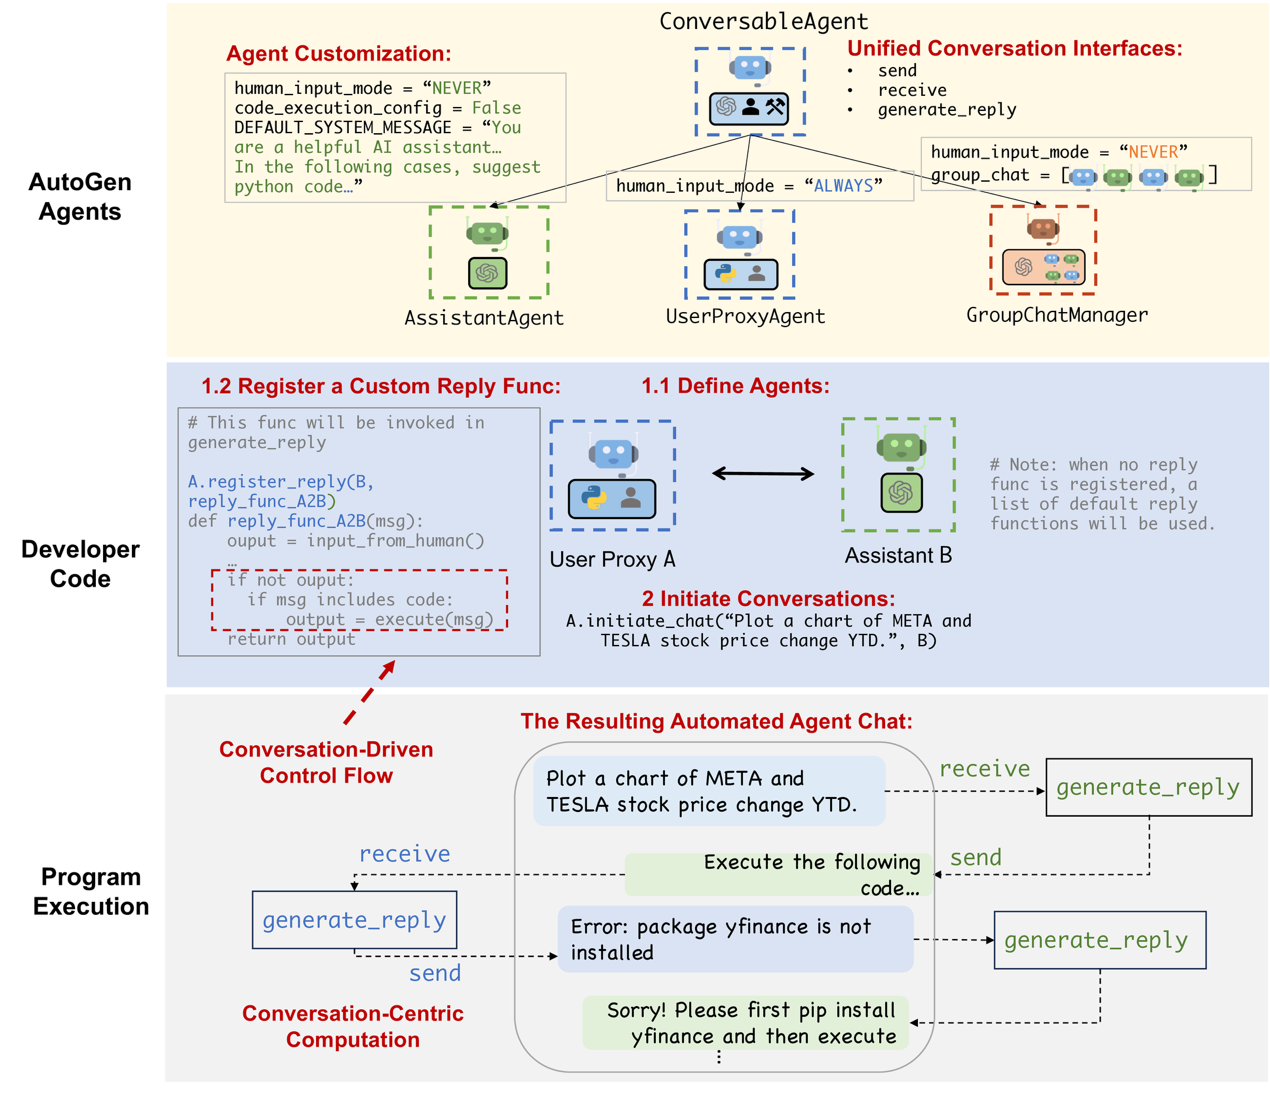 ConversableAgent
Agent Customization:
human_input_mode = “NEVER”
code_execution_config = False
DEFAULT_SYSTEM_MESSAGE = “You
are a helpful AI assistant…
In the following cases, suggest
python code…”
Unified Conversation Interfaces:
• send
• receive
• generate_reply
human_input_mode = “ALWAYS”
human_input_mode = “NEVER”
group_chat = [ ]
AutoGen
Agents
AssistantAgent
UserProxyAgent
GroupChatManager
1.2 Register a Custom Reply Func:
# This func will be invoked in
generate_reply
A.register_reply(B,
reply_func_A2B)
def reply_func_A2B(msg):
ouput = input_from_human()
…
if not ouput:
if msg includes code:
output = execute(msg)
return output
1.1 Define Agents:
User Proxy A
Assistant B
# Note: when no reply
func is registered, a
list of default reply
functions will be used.
Developer
Code
2 Initiate Conversations:
A.initiate_chat(“Plot a chart of META and
TESLA stock price change YTD.”, B)
The Resulting Automated Agent Chat:
Conversation-Driven
Control Flow
Plot a chart of META and
TESLA stock price change YTD.
receive
generate_reply
send
Execute the following
code…
receive
generate_reply
send
Program
Execution
Error: package yfinance is not
installed
generate_reply
Conversation-Centric
Computation
Sorry! Please first pip install
yfinance and then execute
⋮